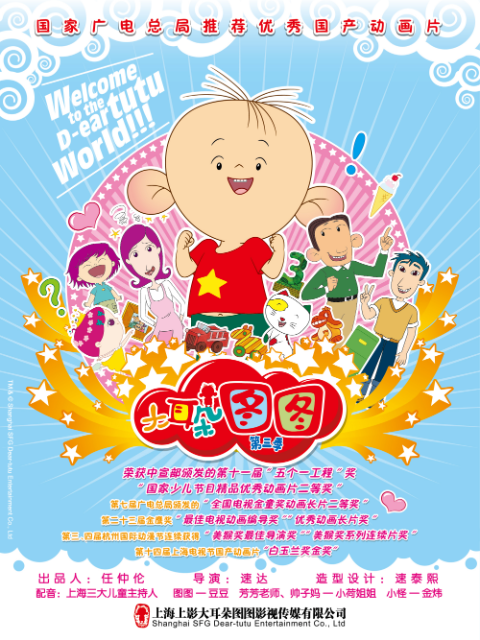 国家广电总局推荐优秀国产动画片
Welcome
to the
D-eartutu
World!!!
3
大耳朵图图
第三季
荣获中宣部颁发的第十一届"五个一工程"奖
"国家少儿节目精品优秀动画片二等奖"
第七届广电总局颁发的"全国电视金童奖动画长片二等奖"
第二十三届金鹰奖"最佳电视动画编导奖""优秀动画长片奖"
第三、四届杭州国际动漫节连续获得"美猴奖最佳导演奖""美猴奖系列连续片奖"
第十四届上海电视节国产动画片"白玉兰奖金奖"
出品人：任仲伦 导演：速达 造型设计：速泰熙
配音：上海三大儿童主持人 图图—豆豆 芳芳老师、帅子妈—小荷姐姐 小怪—金炜
上海上影大耳朵图图影视传媒有限公司
Shanghai SFG Dear-tutu Entertainment Co., Ltd
TM & © Shanghai SFG Dear-tutu Entertainment Co., Ltd